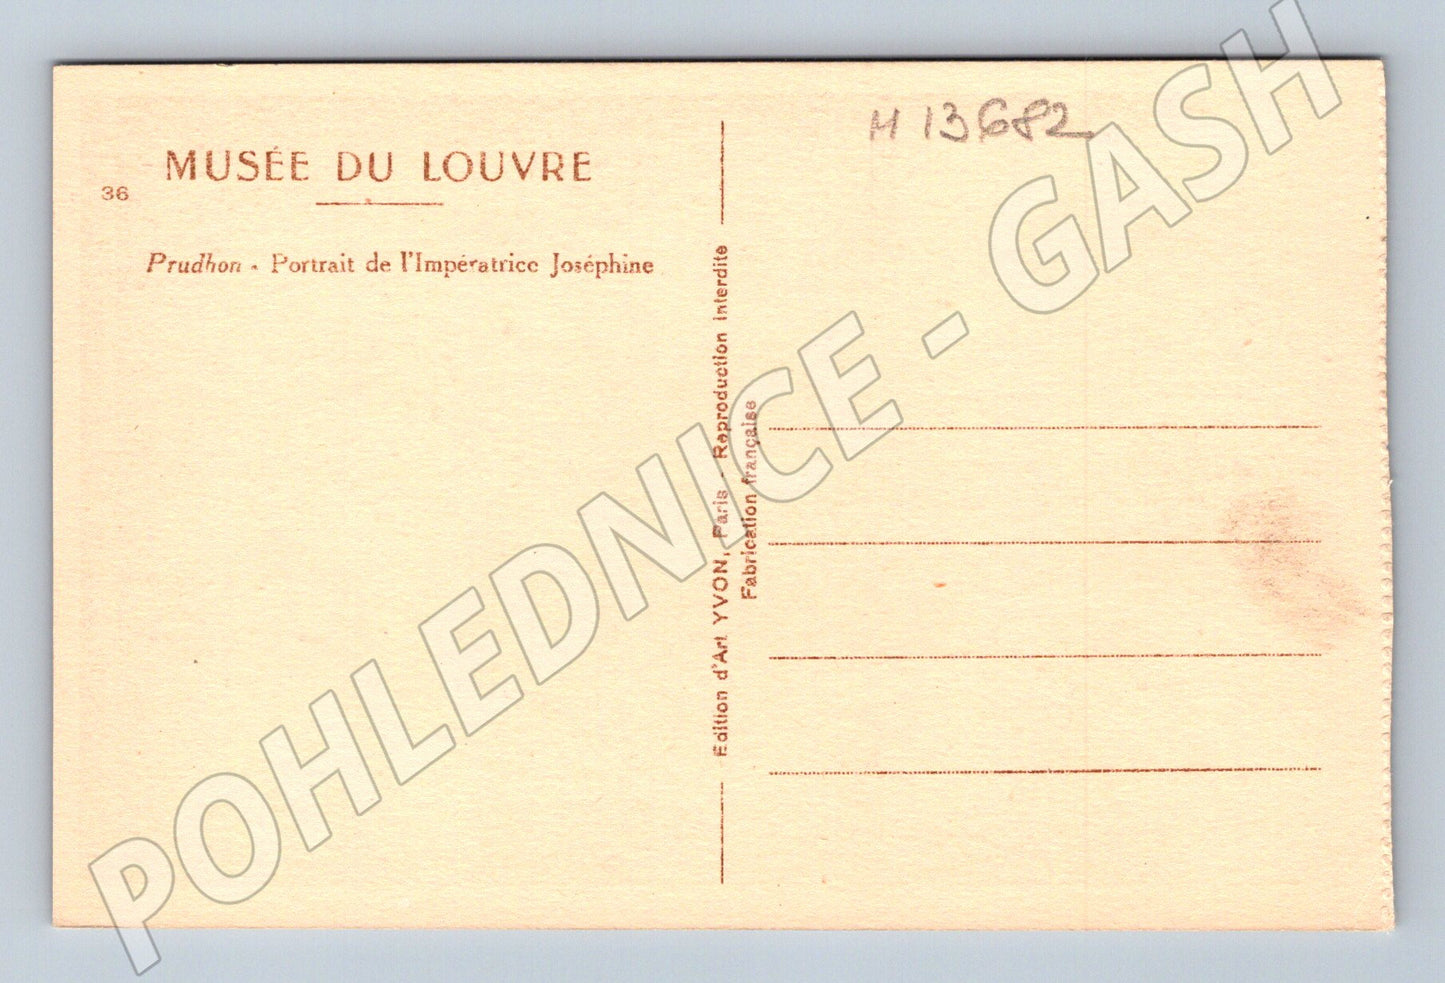 MUSÉE DU LOUVRE
36
Prudhon - Portrait de l'Impératrice Joséphine
Édition d'Art YVON, Paris - Reproduction interdite
Fabrication française
H 13682
POHLEDNICE - GASH